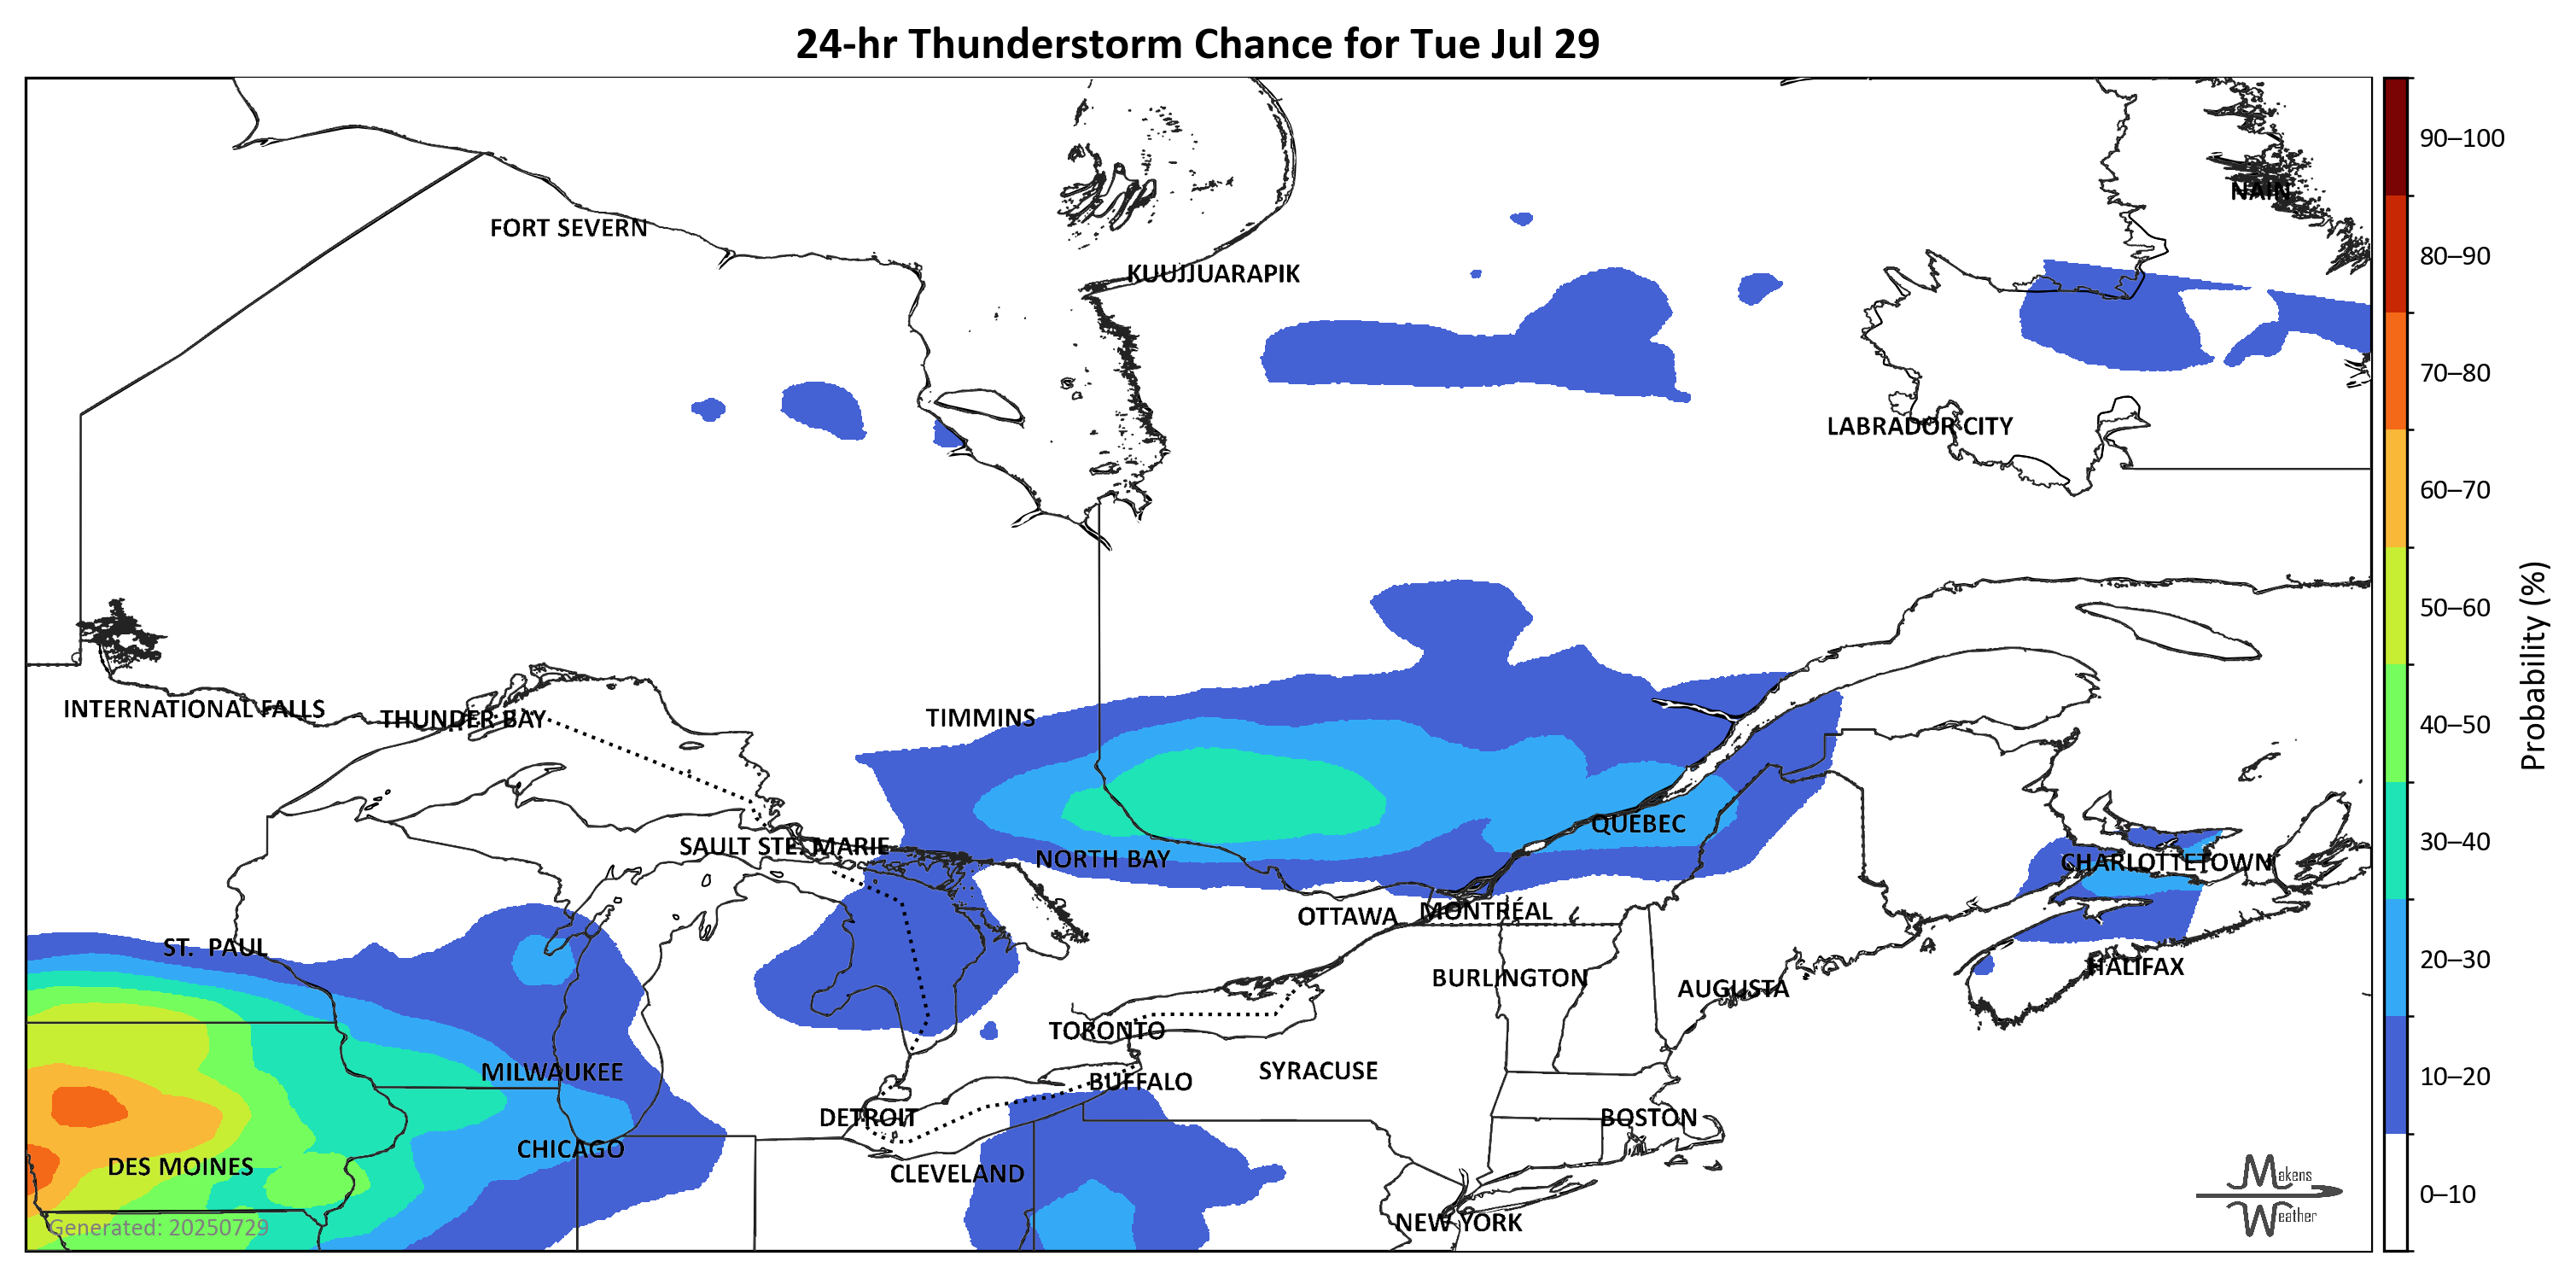 24-hr Thunderstorm Chance for Tue Jul 29
90–100
NAIN
FORT SEVERN
80–90
KUUJJUARAPIK
70–80
LABRADOR CITY
60–70
50–60
INTERNATIONAL FALLS
THUNDER BAY
TIMMINS
40–50
Probability (%)
QUEBEC
30–40
SAULT STE. MARIE
NORTH BAY
CHARLOTTETOWN
OTTAWA
MONTRÉAL
ST. PAUL
20–30
HALIFAX
BURLINGTON
AUGUSTA
TORONTO
MILWAUKEE
SYRACUSE
BUFFALO
10–20
DETROIT
BOSTON
CHICAGO
DES MOINES
CLEVELAND
Makens
Weather
0–10
NEW YORK
Generated: 20250729